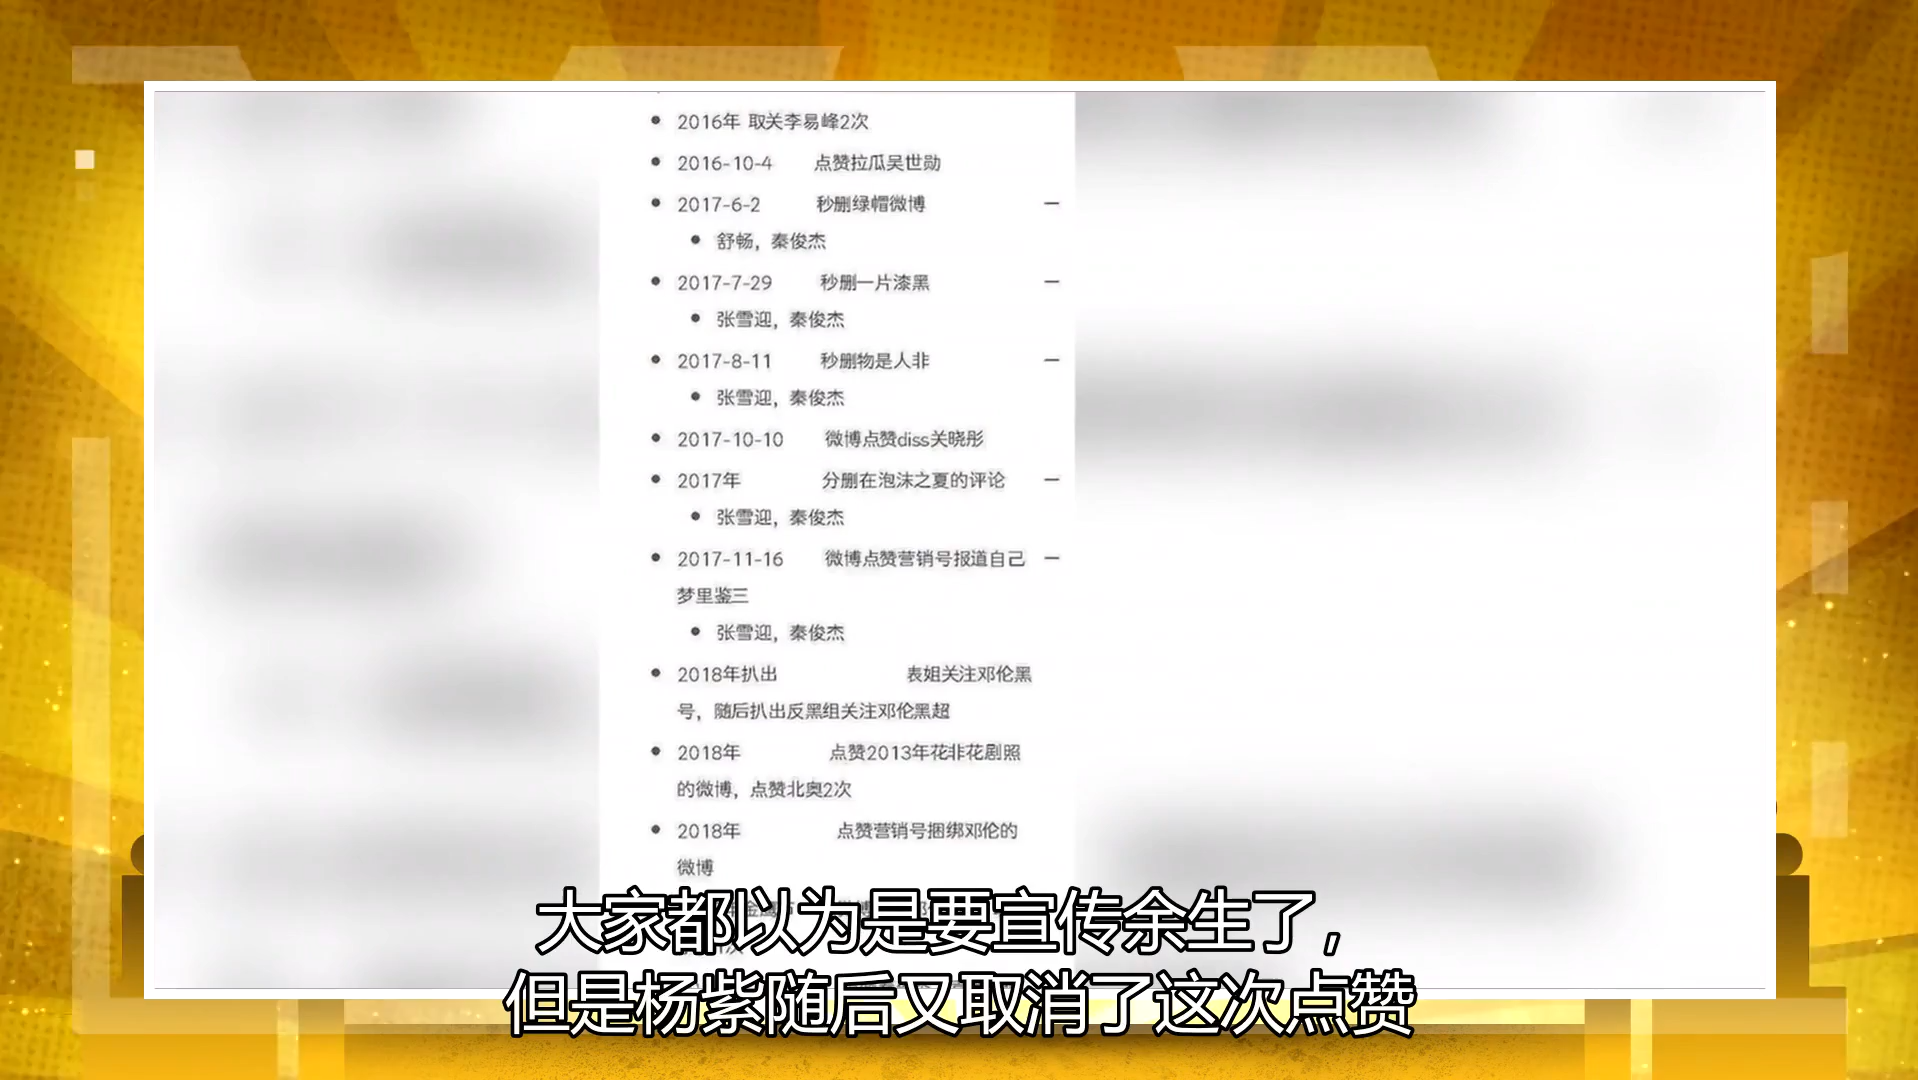 2016年 取关李易峰2次
2016-10-4 点赞拉瓜吴世勋
2017-6-2 秒删绿帽微博
舒畅，秦俊杰
2017-7-29 秒删一片漆黑
张雪迎，秦俊杰
2017-8-11 秒删物是人非
张雪迎，秦俊杰
2017-10-10 微博点赞diss关晓彤
2017年 分删在泡沫之夏的评论
张雪迎，秦俊杰
2017-11-16 微博点赞营销号报道自己
梦里鉴三
张雪迎，秦俊杰
2018年扒出 表姐关注邓伦黑
号，随后扒出反黑组关注邓伦黑超
2018年 点赞2013年花非花剧照
的微博，点赞北奥2次
2018年 点赞营销号捆绑邓伦的
微博
大家都以为是要宣传余生了，
但是杨紫随后又取消了这次点赞